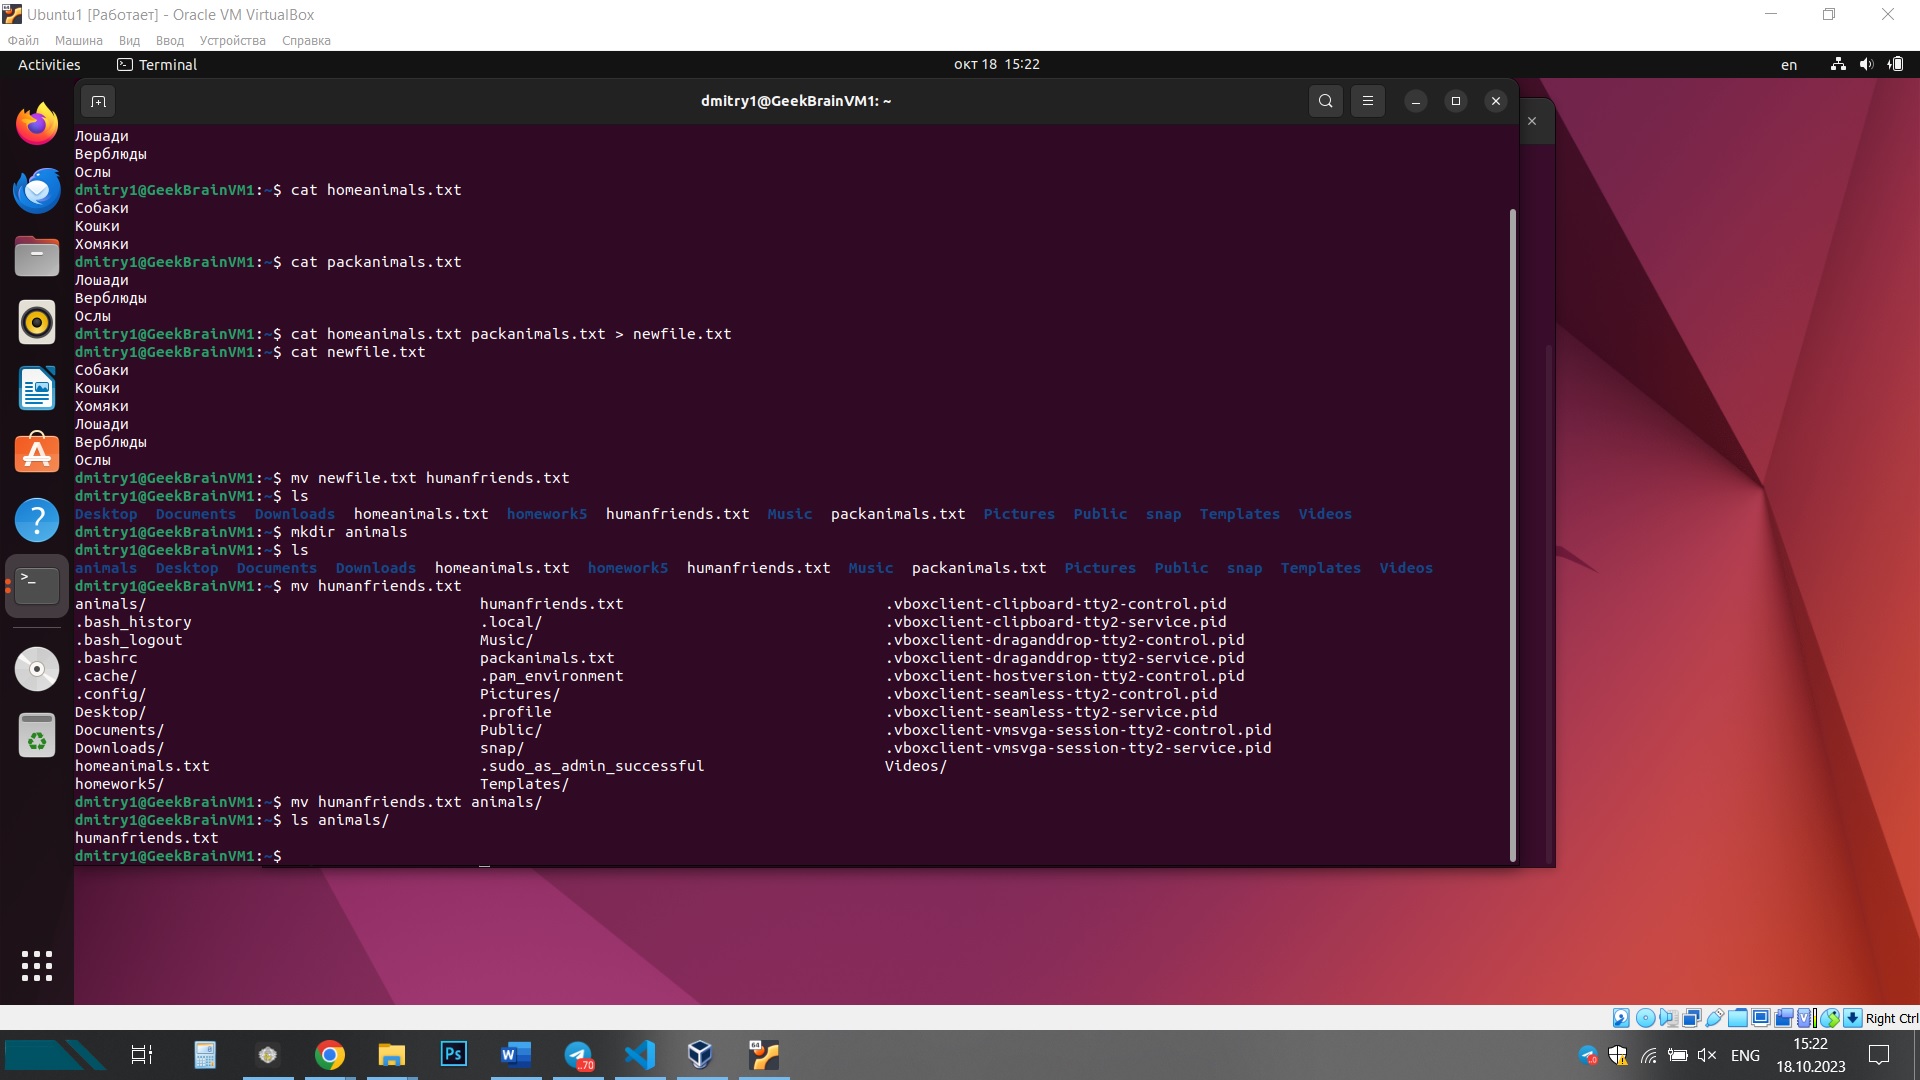 Ubuntu1 [Работает] - Oracle VM VirtualBox
Файл Машина Вид Ввод Устройства Справка
Activities Terminal окт 18 15:22 en
dmitry1@GeekBrainVM1: ~
Лошади
Верблюды
Ослы
dmitry1@GeekBrainVM1:~$ cat homeanimals.txt
Собаки
Кошки
Хомяки
dmitry1@GeekBrainVM1:~$ cat packanimals.txt
Лошади
Верблюды
Ослы
dmitry1@GeekBrainVM1:~$ cat homeanimals.txt packanimals.txt > newfile.txt
dmitry1@GeekBrainVM1:~$ cat newfile.txt
Собаки
Кошки
Хомяки
Лошади
Верблюды
Ослы
dmitry1@GeekBrainVM1:~$ mv newfile.txt humanfriends.txt
dmitry1@GeekBrainVM1:~$ ls
Desktop Documents Downloads homeanimals.txt homework5 humanfriends.txt Music packanimals.txt Pictures Public snap Templates Videos
dmitry1@GeekBrainVM1:~$ mkdir animals
dmitry1@GeekBrainVM1:~$ ls
animals Desktop Documents Downloads homeanimals.txt homework5 humanfriends.txt Music packanimals.txt Pictures Public snap Templates Videos
dmitry1@GeekBrainVM1:~$ mv humanfriends.txt
animals/ humanfriends.txt .vboxclient-clipboard-tty2-control.pid
.bash_history .local/ .vboxclient-clipboard-tty2-service.pid
.bash_logout Music/ .vboxclient-draganddrop-tty2-control.pid
.bashrc packanimals.txt .vboxclient-draganddrop-tty2-service.pid
.cache/ .pam_environment .vboxclient-hostversion-tty2-control.pid
.config/ Pictures/ .vboxclient-seamless-tty2-control.pid
Desktop/ .profile .vboxclient-seamless-tty2-service.pid
Documents/ Public/ .vboxclient-vmsvga-session-tty2-control.pid
Downloads/ snap/ .vboxclient-vmsvga-session-tty2-service.pid
homeanimals.txt .sudo_as_admin_successful Videos/
homework5/ Templates/
dmitry1@GeekBrainVM1:~$ mv humanfriends.txt animals/
dmitry1@GeekBrainVM1:~$ ls animals/
humanfriends.txt
dmitry1@GeekBrainVM1:~$
Right Ctrl
Ps W ..70 64 ENG 15:22
18.10.2023